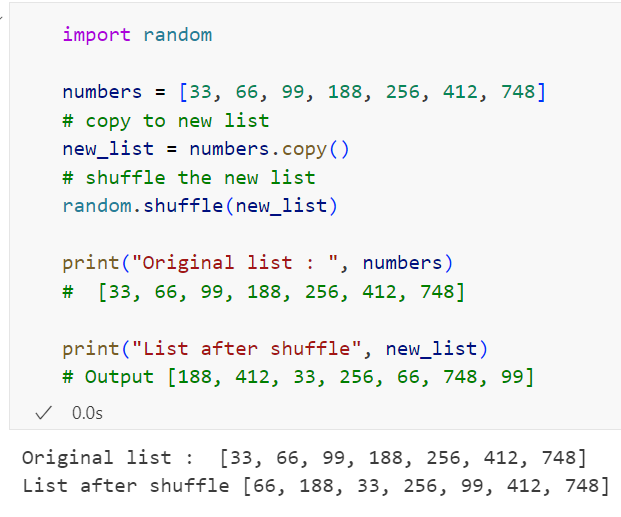 import random
numbers = [33, 66, 99, 188, 256, 412, 748]
# copy to new list
new_list = numbers.copy()
# shuffle the new list
random.shuffle(new_list)
print("Original list : ", numbers)
#  [33, 66, 99, 188, 256, 412, 748]
print("List after shuffle", new_list)
# Output [188, 412, 33, 256, 66, 748, 99]
0.0s
Original list :  [33, 66, 99, 188, 256, 412, 748]
List after shuffle [66, 188, 33, 256, 99, 412, 748]